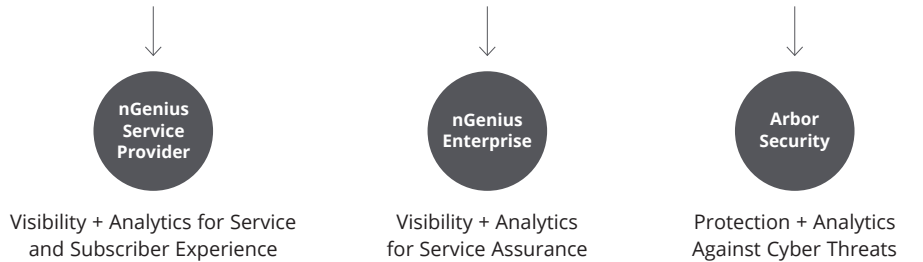 nGenius
Service
Provider
Visibility + Analytics for Service
and Subscriber Experience
nGenius
Enterprise
Visibility + Analytics
for Service Assurance
Arbor
Security
Protection + Analytics
Against Cyber Threats